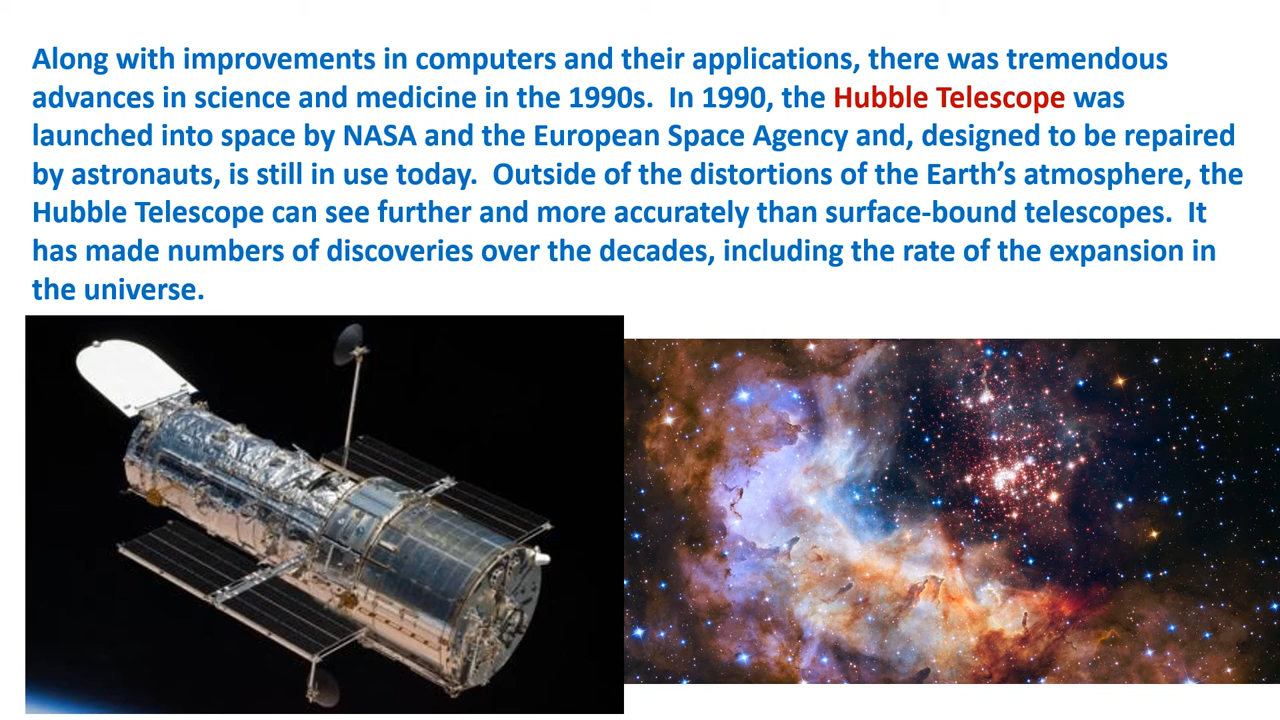 Along with improvements in computers and their applications, there was tremendous
advances in science and medicine in the 1990s.  In 1990, the Hubble Telescope was
launched into space by NASA and the European Space Agency and, designed to be repaired
by astronauts, is still in use today.  Outside of the distortions of the Earth’s atmosphere, the
Hubble Telescope can see further and more accurately than surface-bound telescopes.  It
has made numbers of discoveries over the decades, including the rate of the expansion in
the universe.